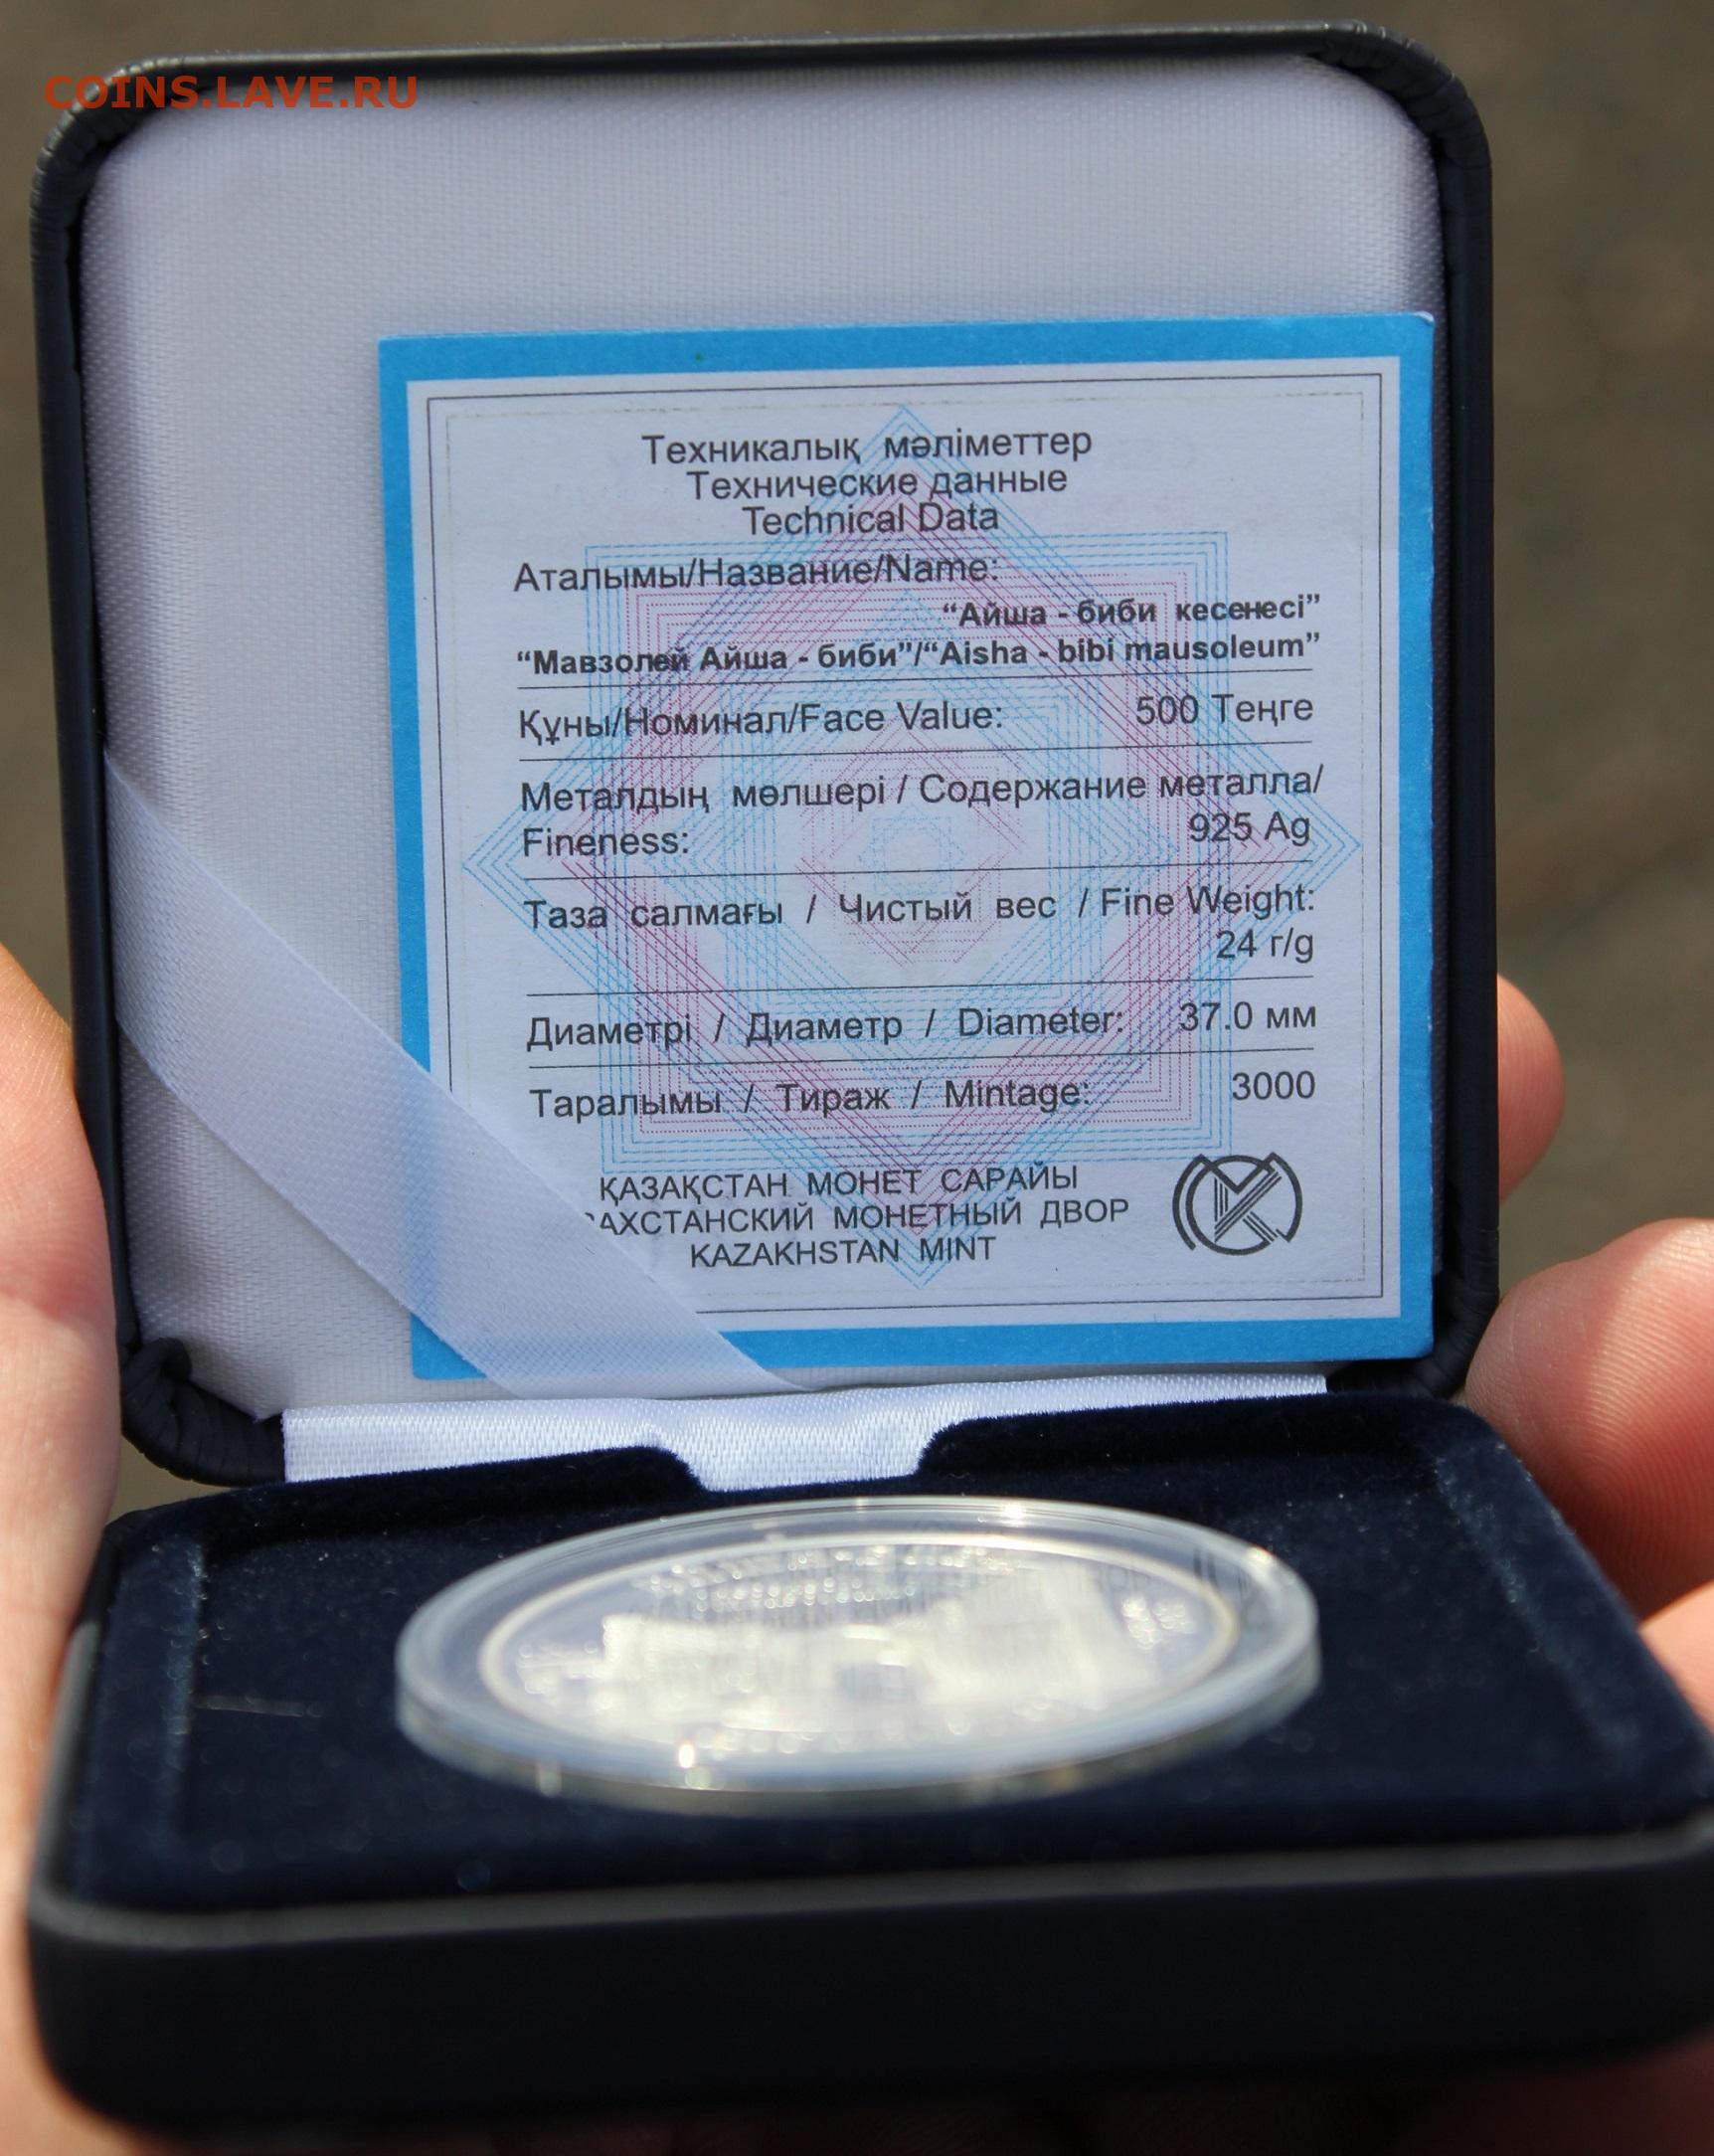 COINS.LAVE.RU
Техникалық мәліметтер
Технические данные
Technical Data
Аталымы/Название/Name:
“Айша - биби кесенесі”
“Мавзолей Айша - биби”/“Aisha - bibi mausoleum”
Құны/Номинал/Face Value: 500 Теңге
Металдың мөлшері / Содержание металла/
Fineness: 925 Ag
Таза салмағы / Чистый вес / Fine Weight:
24 г/g
Диаметрі / Диаметр / Diameter: 37.0 мм
Таралымы / Тираж / Mintage: 3000
ҚАЗАҚСТАН МОНЕТ САРАЙЫ
АХСТАНСКИЙ МОНЕТНЫЙ ДВОР
KAZAKHSTAN MINT